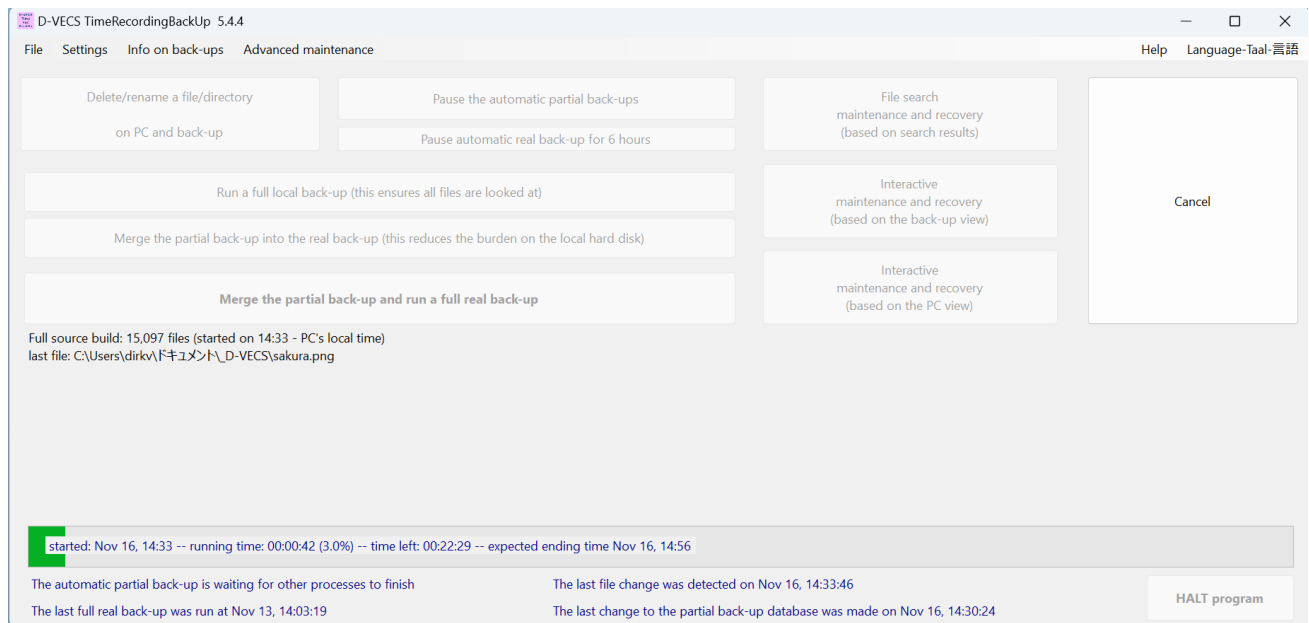 D-VECS TimeRecordingBackUp 5.4.4
File Settings Info on back-ups Advanced maintenance Help Language-Taal-言語
Delete/rename a file/directory
on PC and back-up
Pause the automatic partial back-ups
Pause automatic real back-up for 6 hours
File search
maintenance and recovery
(based on search results)
Cancel
Run a full local back-up (this ensures all files are looked at)
Merge the partial back-up into the real back-up (this reduces the burden on the local hard disk)
Interactive
maintenance and recovery
(based on the back-up view)
Merge the partial back-up and run a full real back-up
Interactive
maintenance and recovery
(based on the PC view)
Full source build: 15,097 files (started on 14:33 - PC's local time)
last file: C:\Users\dirkv\ドキュメント\_D-VECS\sakura.png
started: Nov 16, 14:33 -- running time: 00:00:42 (3.0%) -- time left: 00:22:29 -- expected ending time Nov 16, 14:56
The automatic partial back-up is waiting for other processes to finish
The last file change was detected on Nov 16, 14:33:46
The last full real back-up was run at Nov 13, 14:03:19
The last change to the partial back-up database was made on Nov 16, 14:30:24
HALT program